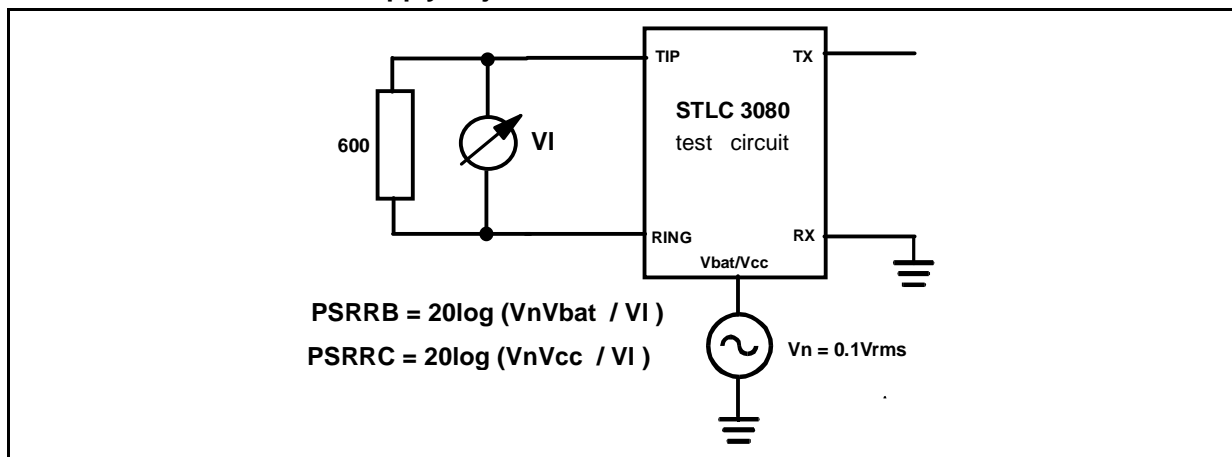 TIP
TX
STLC 3080
test circuit
600
VI
RING
RX
Vbat/Vcc
PSRRB = 20log (VnVbat / VI )
PSRRC = 20log (VnVcc / VI )
Vn = 0.1Vrms